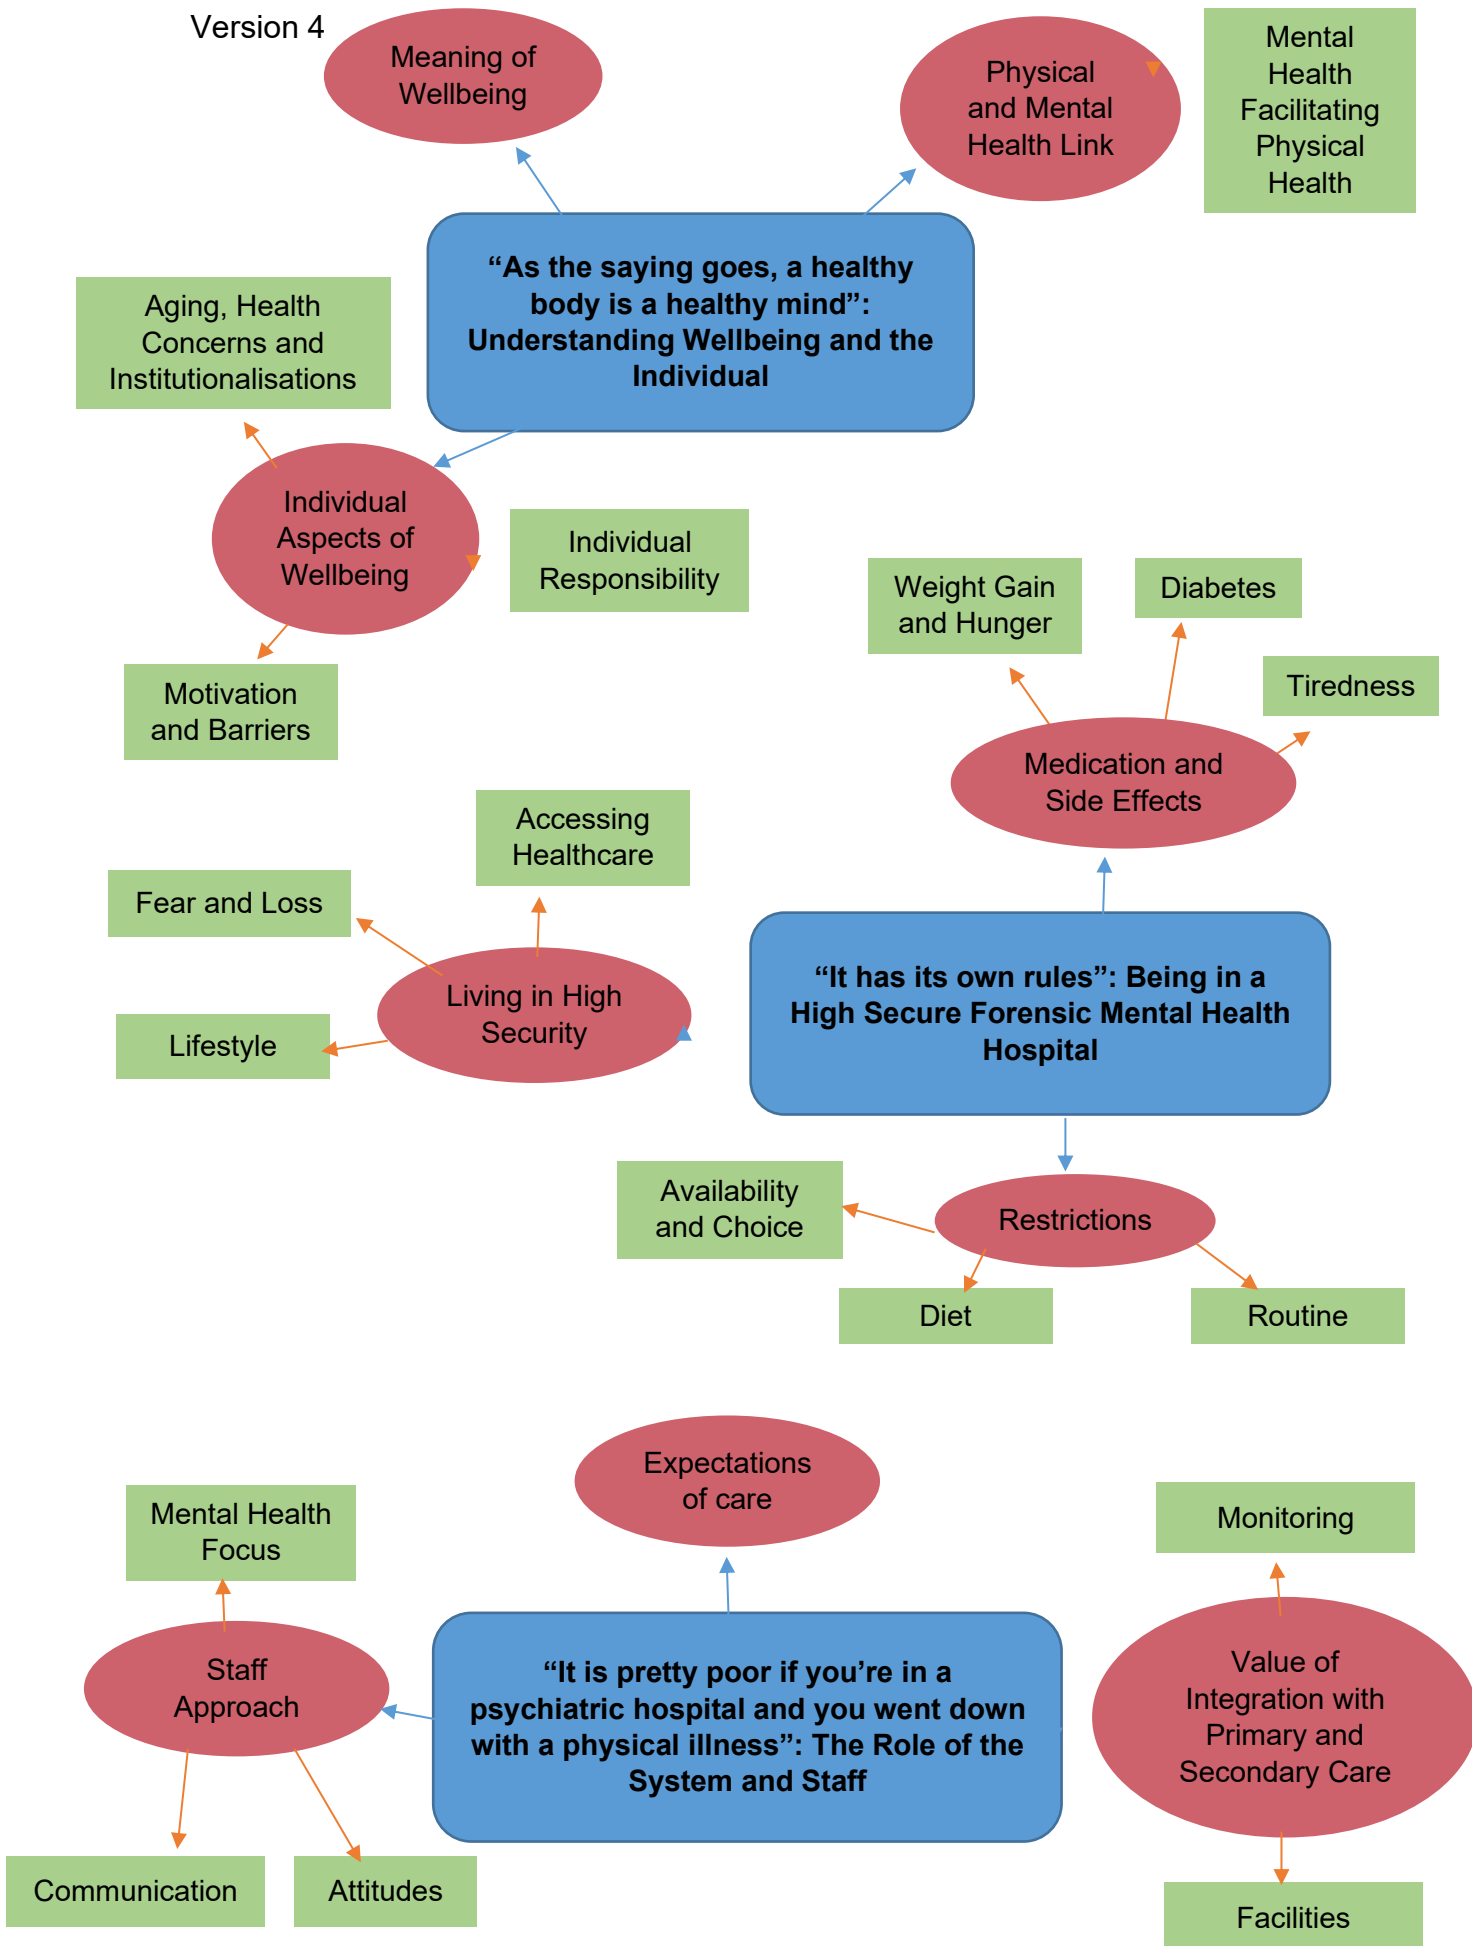 Version 4
Meaning of
Wellbeing
Physical
and Mental
Health Link
Mental
Health
Facilitating
Physical
Health
“As the saying goes, a healthy
body is a healthy mind”:
Understanding Wellbeing and the
Individual
Aging, Health
Concerns and
Institutionalisations
Individual
Aspects of
Wellbeing
Individual
Responsibility
Motivation
and Barriers
Weight Gain
and Hunger
Diabetes
Tiredness
Medication and
Side Effects
Accessing
Healthcare
Fear and Loss
Living in High
Security
Lifestyle
“It has its own rules”: Being in a
High Secure Forensic Mental Health
Hospital
Availability
and Choice
Restrictions
Diet
Routine
Expectations
of care
Mental Health
Focus
Monitoring
Staff
Approach
“It is pretty poor if you’re in a
psychiatric hospital and you went down
with a physical illness”: The Role of the
System and Staff
Value of
Integration with
Primary and
Secondary Care
Communication
Attitudes
Facilities